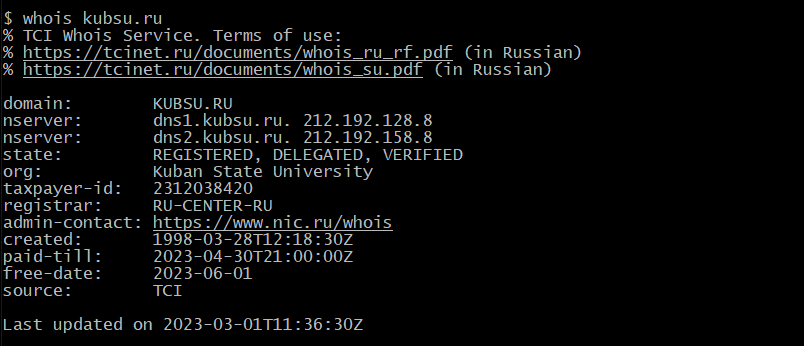 $ whois kubsu.ru
% TCI Whois Service. Terms of use:
% https://tcinet.ru/documents/whois_ru_rf.pdf (in Russian)
% https://tcinet.ru/documents/whois_su.pdf (in Russian)
domain: KUBSU.RU
nserver: dns1.kubsu.ru. 212.192.128.8
nserver: dns2.kubsu.ru. 212.192.158.8
state: REGISTERED, DELEGATED, VERIFIED
org: Kuban State University
taxpayer-id: 2312038420
registrar: RU-CENTER-RU
admin-contact: https://www.nic.ru/whois
created: 1998-03-28T12:18:30Z
paid-till: 2023-04-30T21:00:00Z
free-date: 2023-06-01
source: TCI
Last updated on 2023-03-01T11:36:30Z